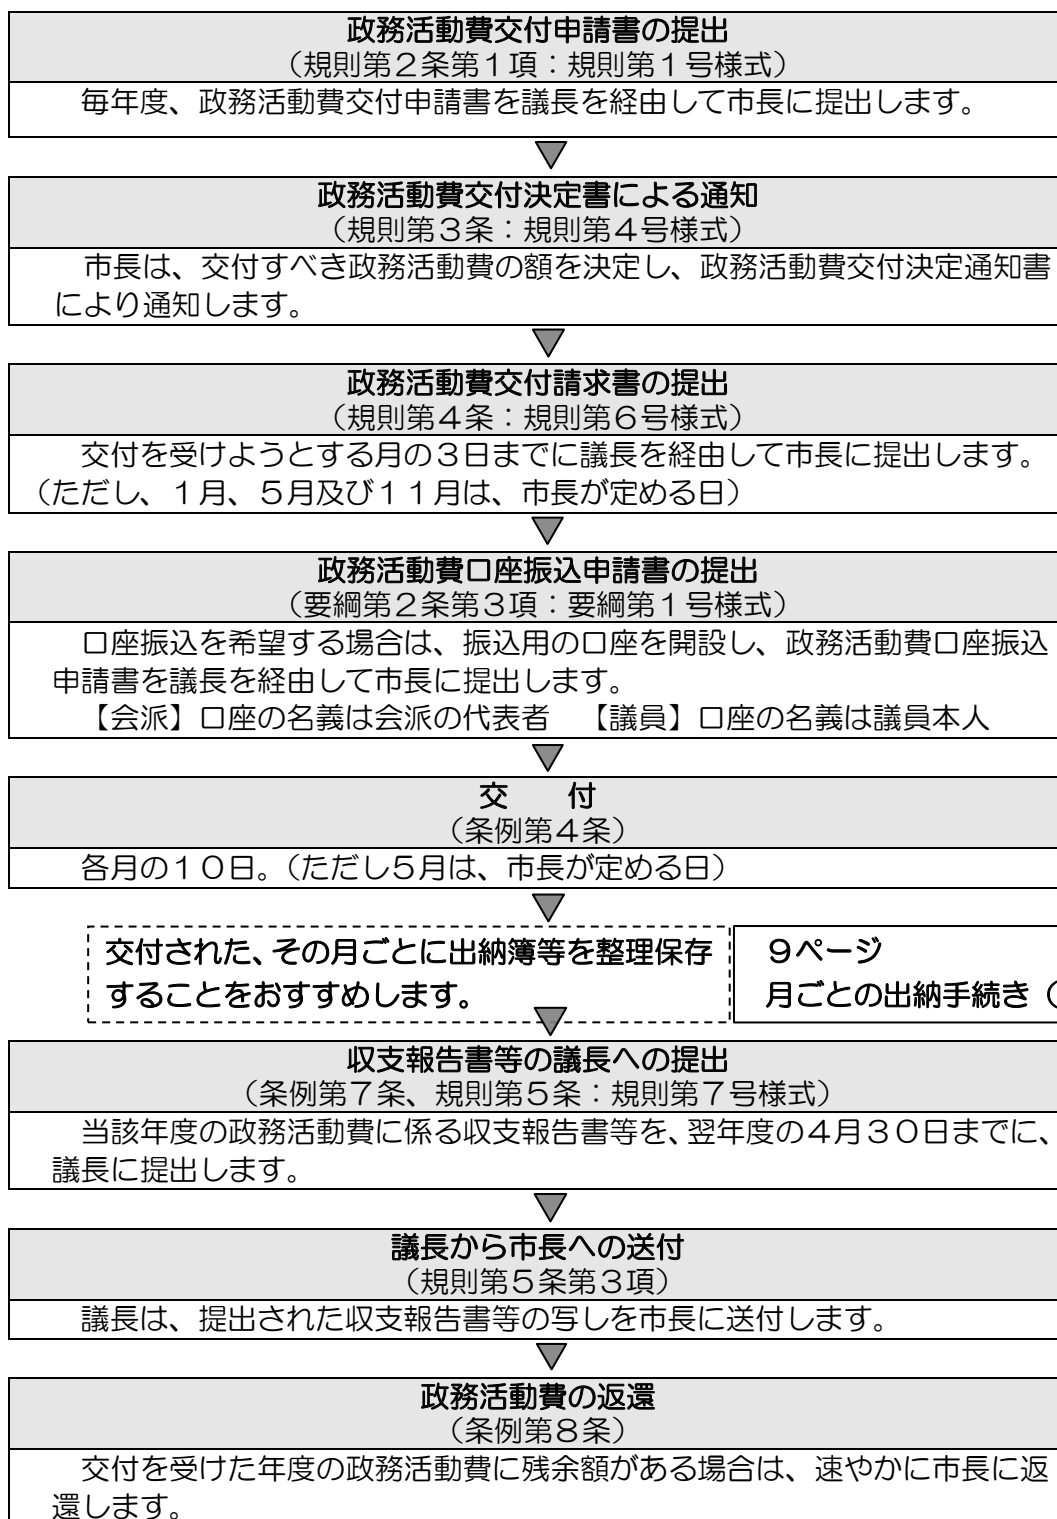 政務活動費交付申請書の提出
（規則第２条第１項：規則第１号様式）
毎年度、政務活動費交付申請書を議長を経由して市長に提出します。
政務活動費交付決定書による通知
（規則第３条：規則第４号様式）
市長は、交付すべき政務活動費の額を決定し、政務活動費交付決定通知書
により通知します。
政務活動費交付請求書の提出
（規則第４条：規則第６号様式）
交付を受けようとする月の３日までに議長を経由して市長に提出します。
（ただし、１月、５月及び１１月は、市長が定める日）
政務活動費口座振込申請書の提出
（要綱第２条第３項：要綱第１号様式）
口座振込を希望する場合は、振込用の口座を開設し、政務活動費口座振込
申請書を議長を経由して市長に提出します。
【会派】口座の名義は会派の代表者　【議員】口座の名義は議員本人
交　　付
（条例第４条）
各月の１０日。（ただし５月は、市長が定める日）
交付された、その月ごとに出納簿等を整理保存
することをおすすめします。
９ページ
月ごとの出納手続き（
収支報告書等の議長への提出
（条例第７条、規則第５条：規則第７号様式）
当該年度の政務活動費に係る収支報告書等を、翌年度の４月３０日までに、
議長に提出します。
議長から市長への送付
（規則第５条第３項）
議長は、提出された収支報告書等の写しを市長に送付します。
政務活動費の返還
（条例第８条）
交付を受けた年度の政務活動費に残余額がある場合は、速やかに市長に返
還します。